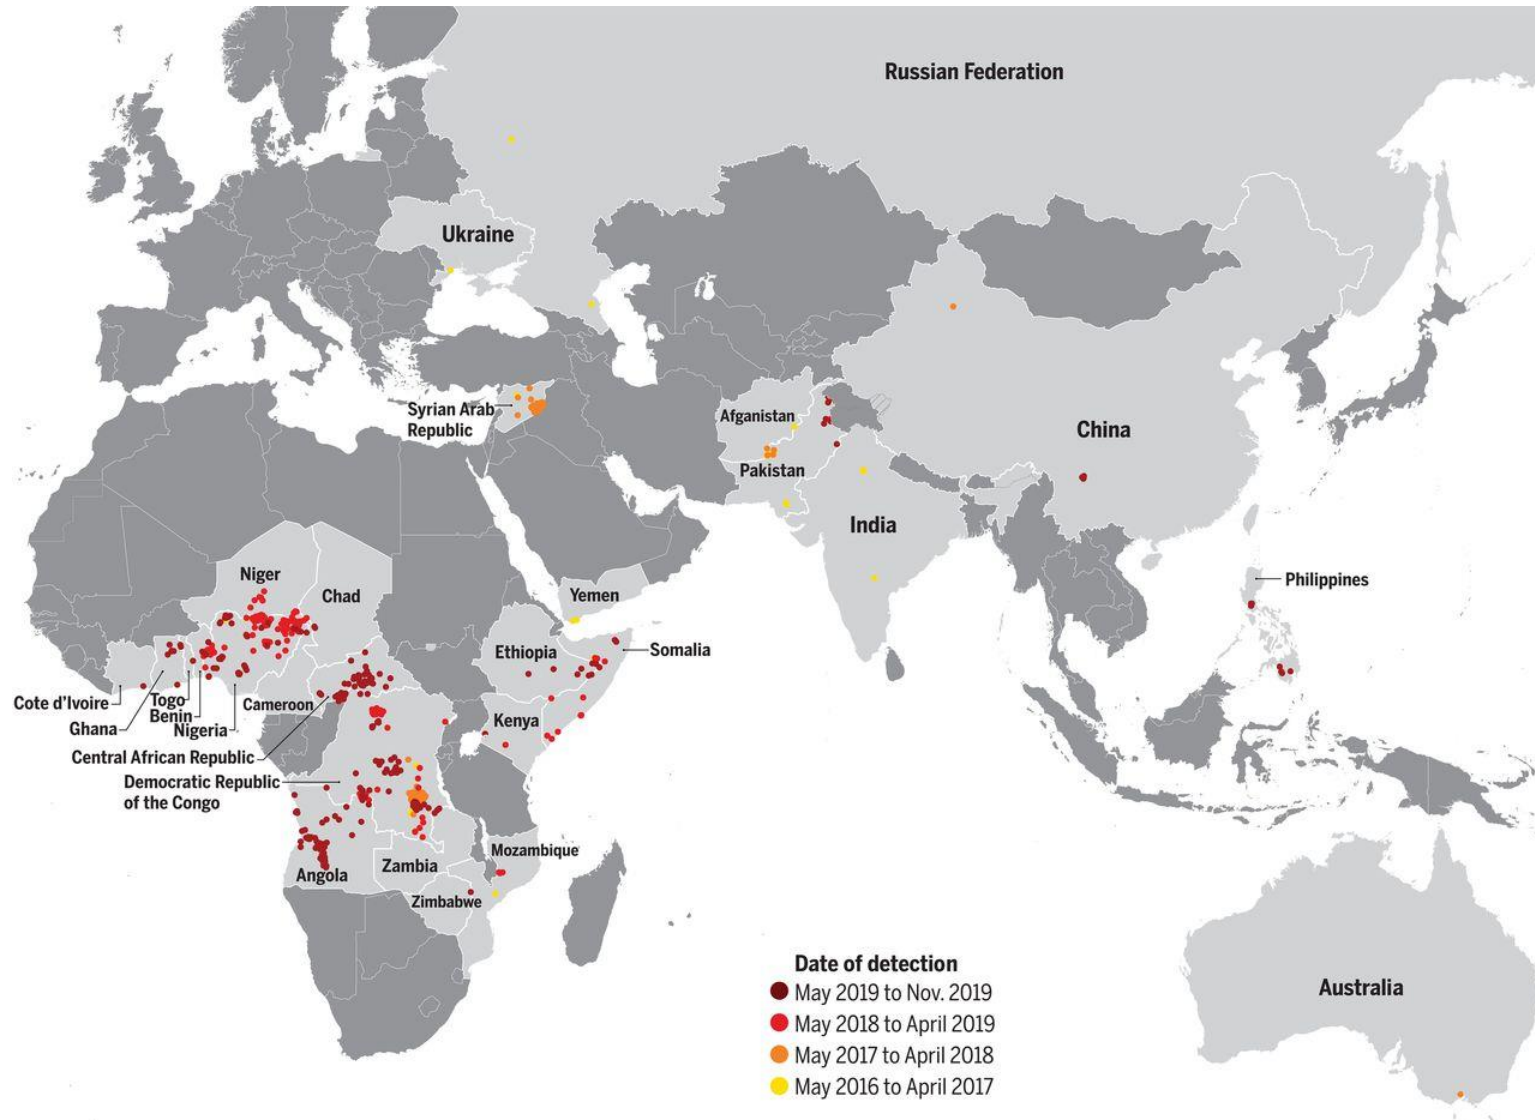 Russian Federation
Ukraine
Syrian Arab
Republic
Afganistan
Pakistan
China
India
Niger
Chad
Yemen
Philippines
Ethiopia
Somalia
Cote d'Ivoire
Togo
Cameroon
Benin
Ghana
Nigeria
Kenya
Central African Republic
Democratic Republic
of the Congo
Mozambique
Zambia
Angola
Zimbabwe
Date of detection
May 2019 to Nov. 2019
May 2018 to April 2019
May 2017 to April 2018
May 2016 to April 2017
Australia